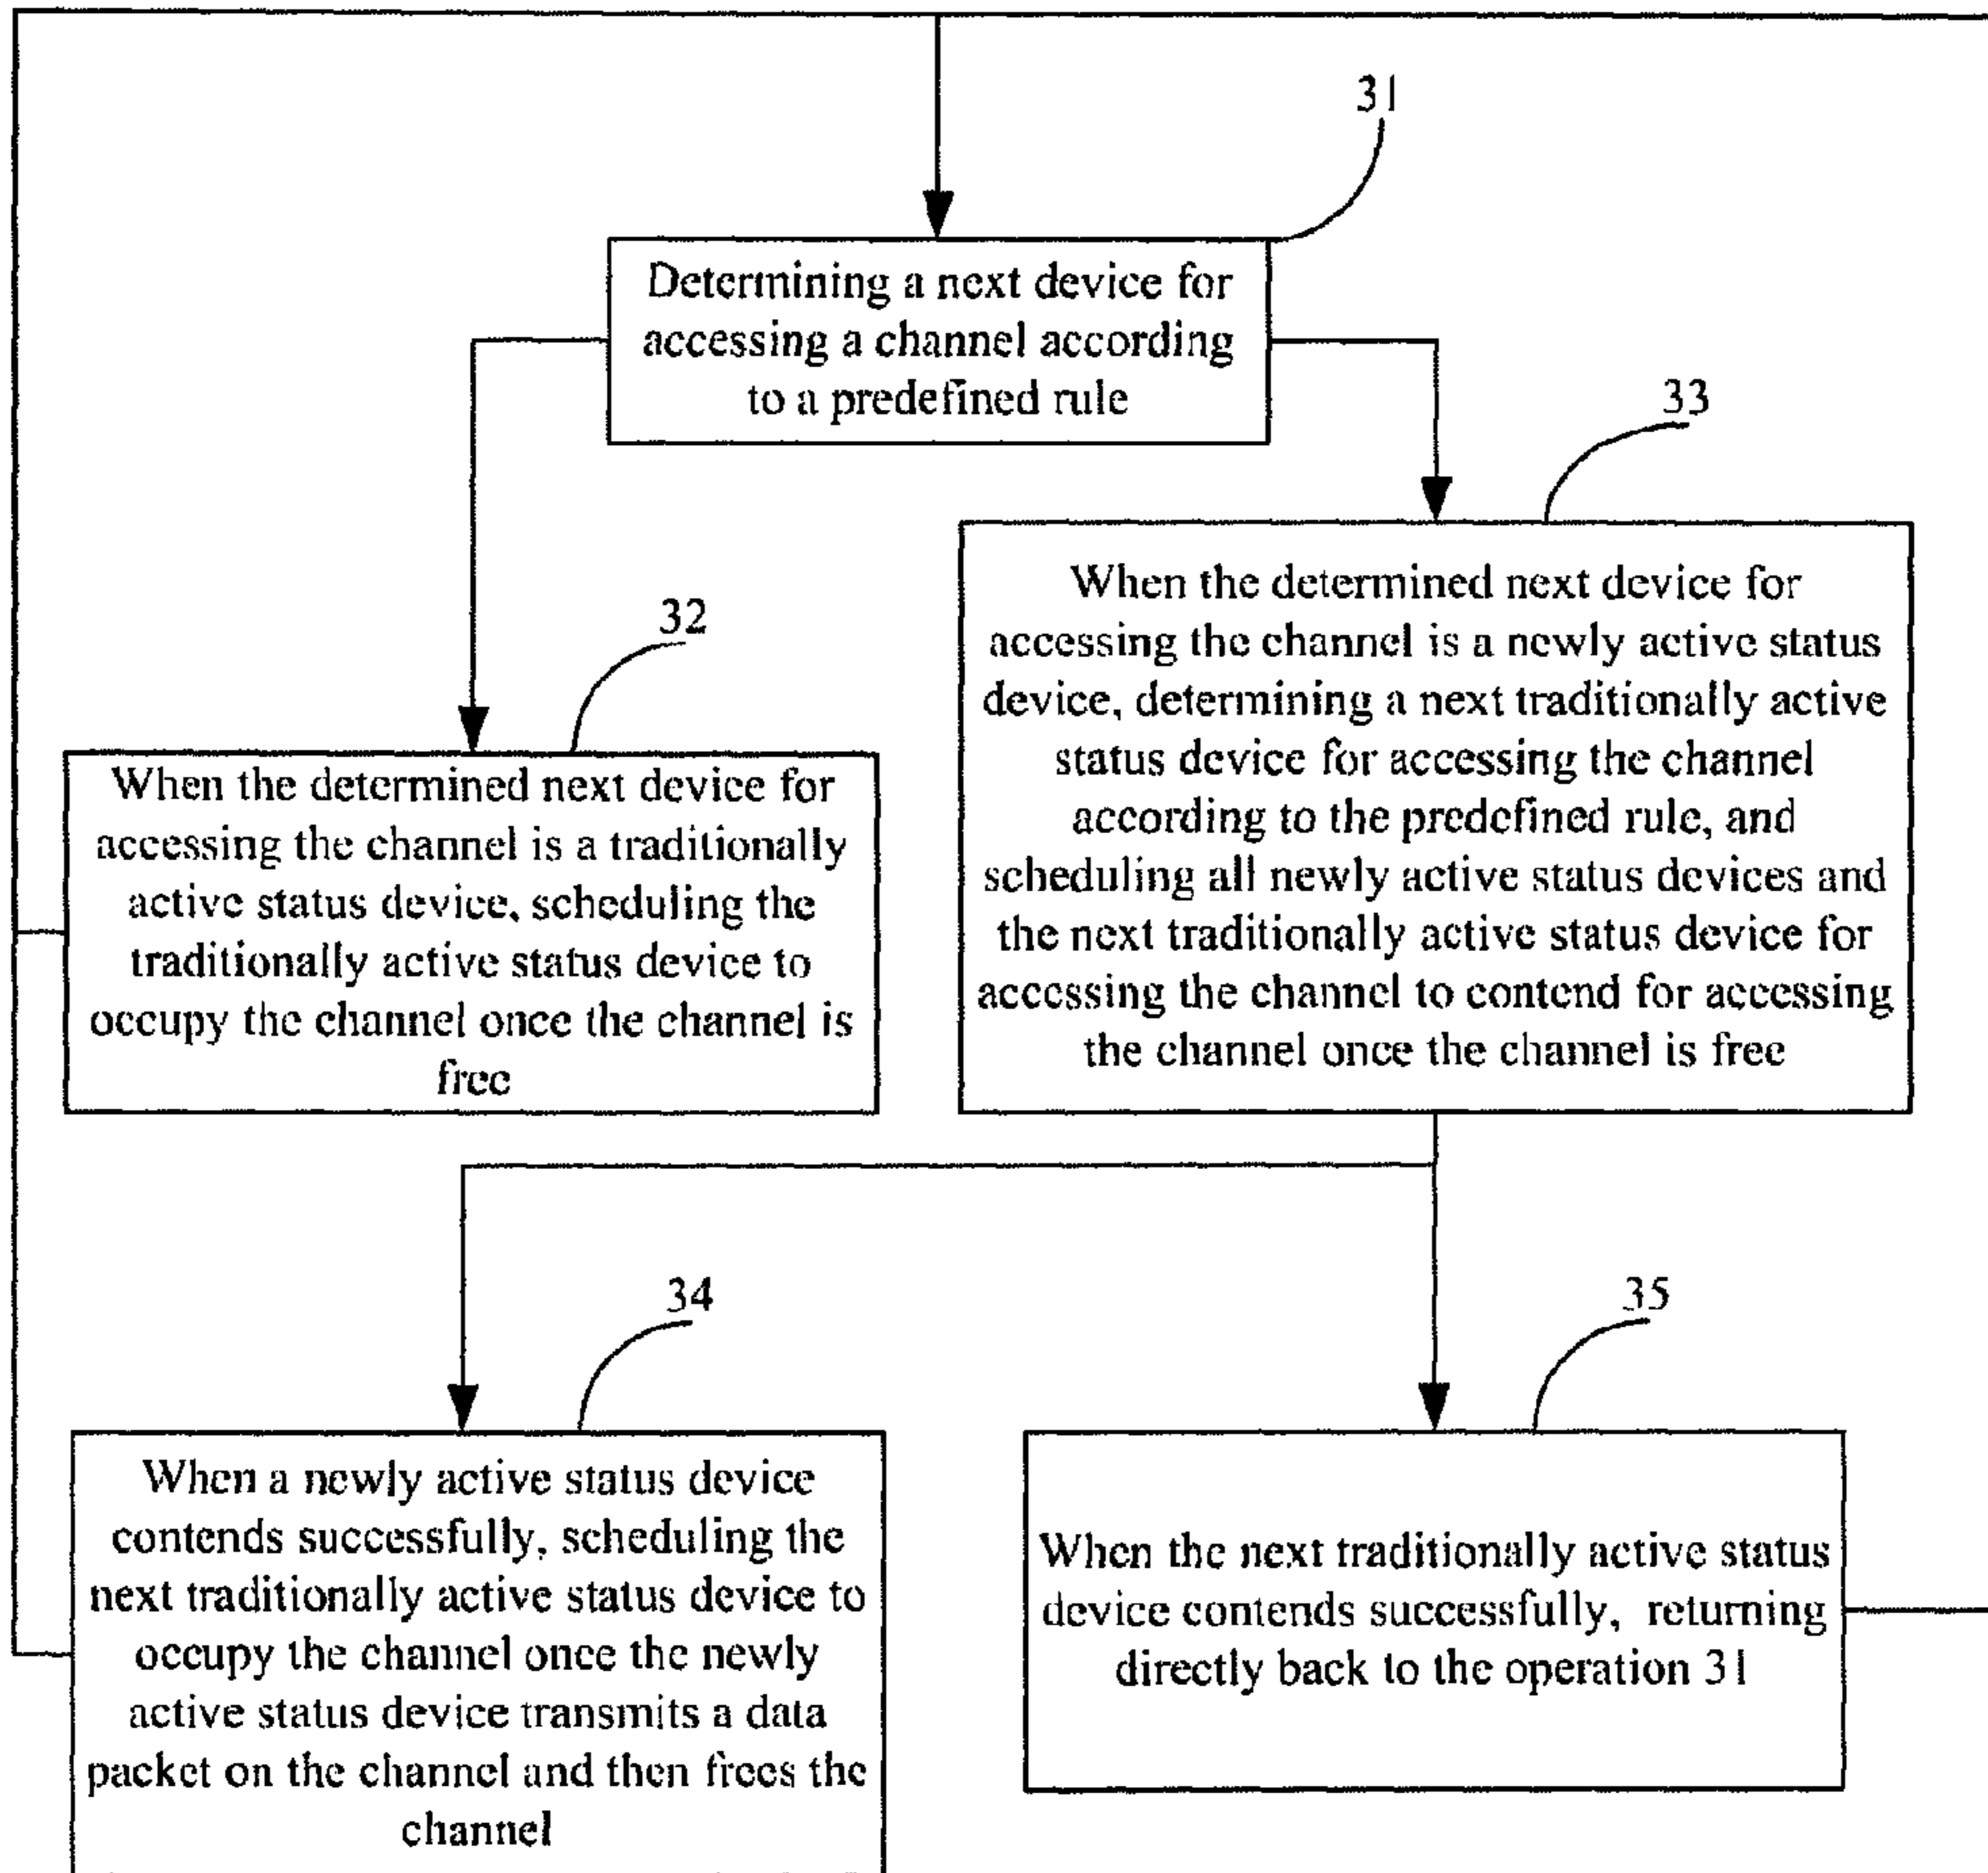 31
Determining a next device for
accessing a channel according
to a predefined rule
33
When the determined next device for
accessing the channel is a newly active status
device, determining a next traditionally active
status device for accessing the channel
according to the predefined rule, and
scheduling all newly active status devices and
the next traditionally active status device for
accessing the channel to contend for accessing
the channel once the channel is free
32
When the determined next device for
accessing the channel is a traditionally
active status device, scheduling the
traditionally active status device to
occupy the channel once the channel is
free
34
When a newly active status device
contends successfully, scheduling the
next traditionally active status device to
occupy the channel once the newly
active status device transmits a data
packet on the channel and then frees the
channel
35
When the next traditionally active status
device contends successfully, returning
directly back to the operation 31